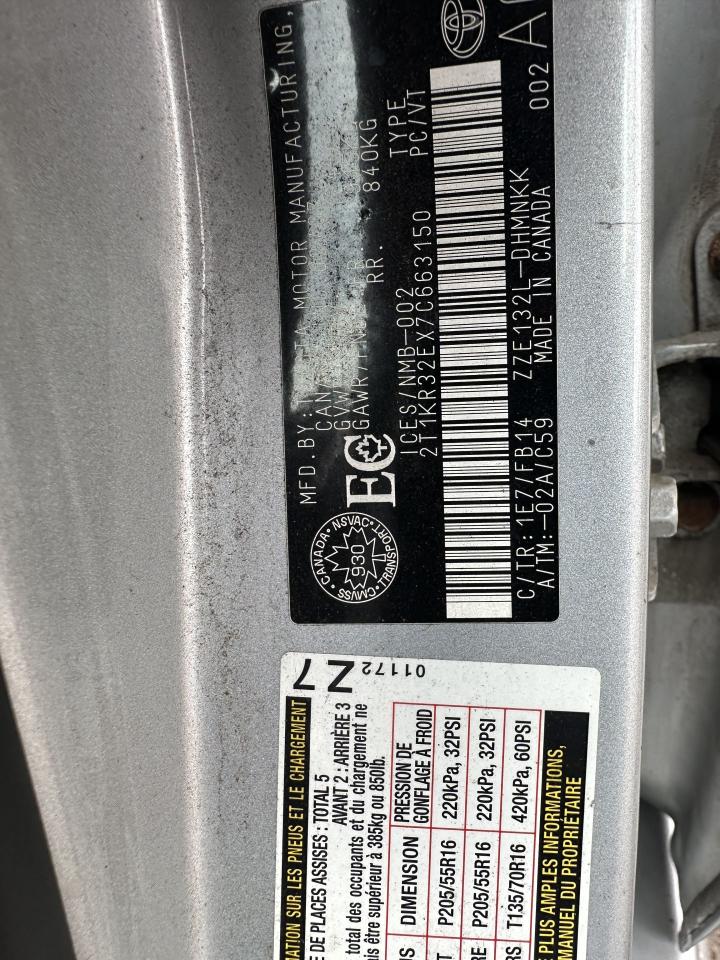 MFD.BY: MOTOR MANUFACTURING,
CAN/
GVW
GAWR/
RR. 840KG
TYPE
ICES/NMB-002
PC/VT
2T1KR32EX7C663150
C/TR:1E7/FB14
ZZE132L-DHMNKK
A/TM:-02A/C59
MADE IN CANADA
002
EC
CANADA
NSVAC
930
CMVSS
TRANSPORT
Z7
01172
SUR LES PNEUS ET LE CHARGEMENT
DE PLACES ASSISES : TOTAL 5
AVANT 2 : ARRIÈRE 3
total des occupants et du chargement ne
être supérieur à 385kg ou 850lb.
DIMENSION PRESSION DE
GONFLAGE À FROID
P205/55R16 220kPa, 32PSI
P205/55R16 220kPa, 32PSI
T135/70R16 420kPa, 60PSI
PLUS AMPLES INFORMATIONS,
MANUEL DU PROPRIÉTAIRE